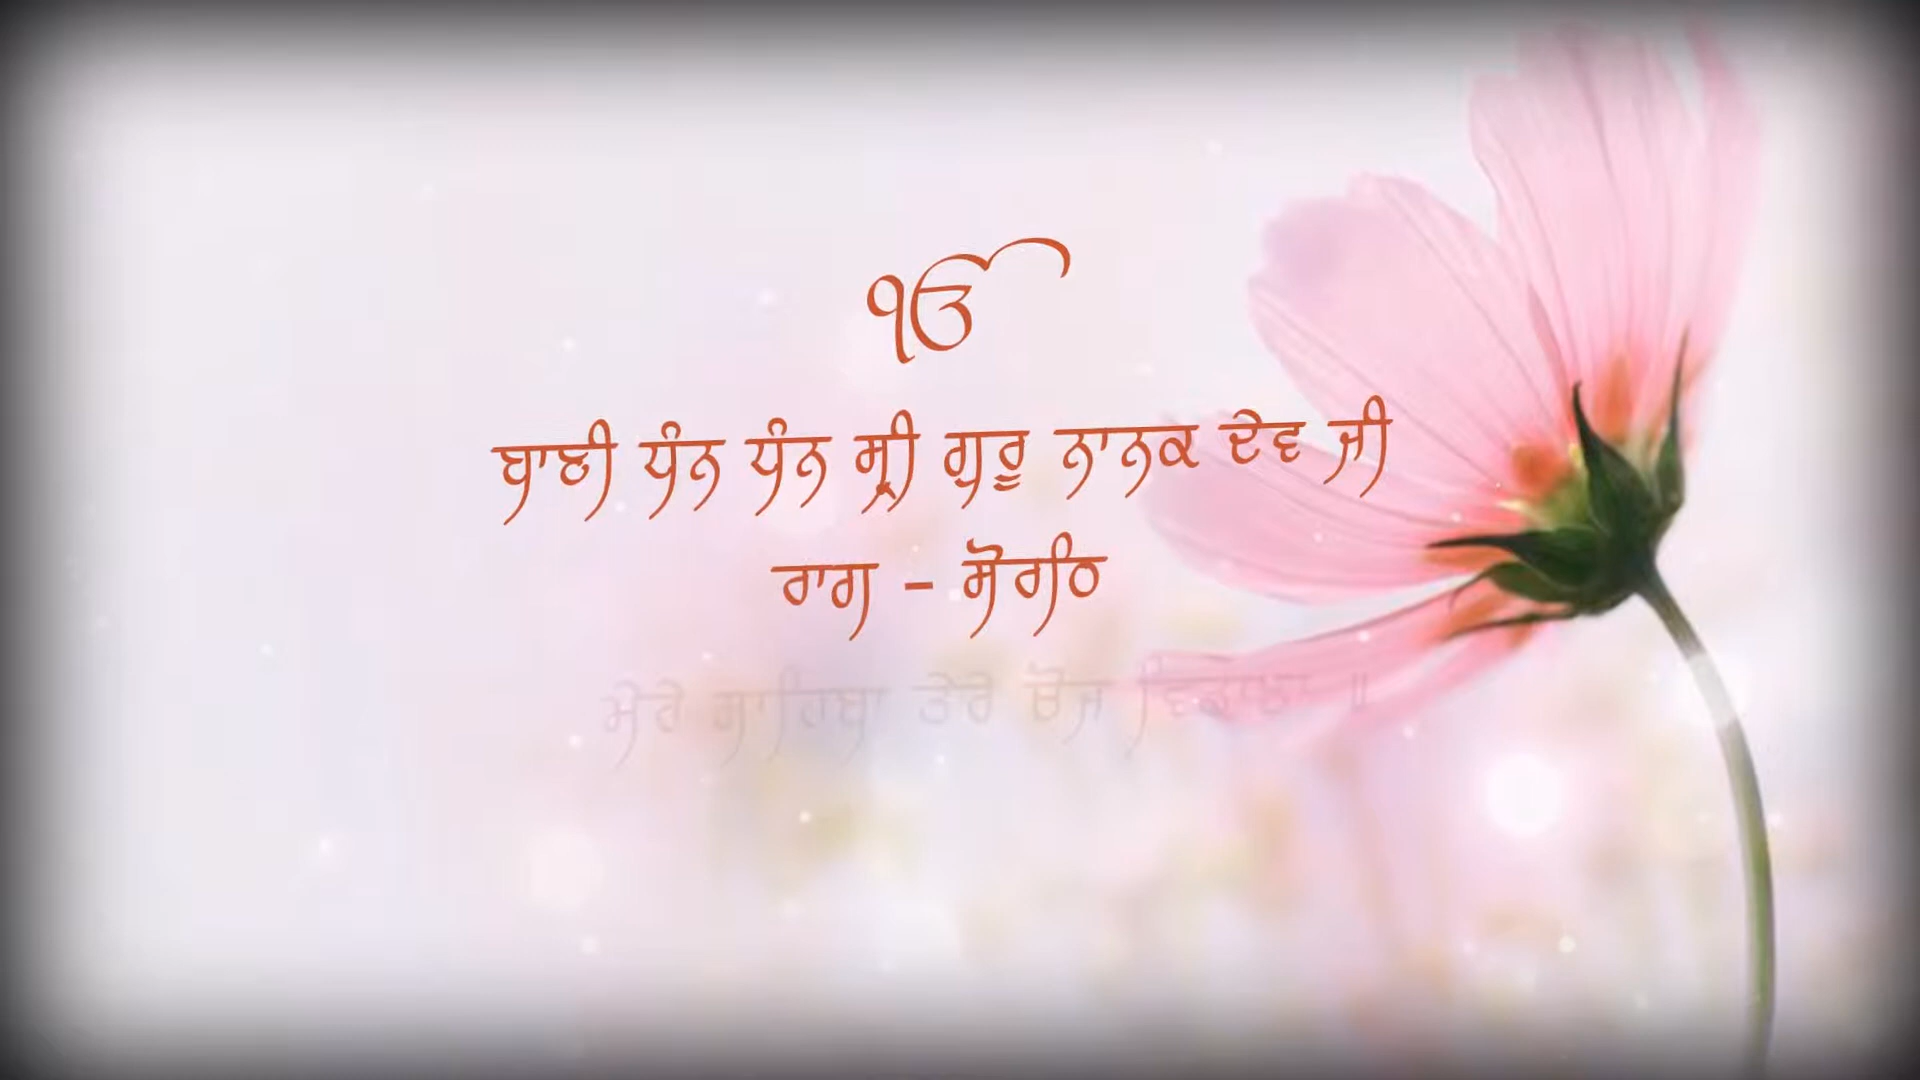 ੴ
ਬਾਣੀ ਧੰਨ ਧੰਨ ਸ੍ਰੀ ਗੁਰੂ ਨਾਨਕ ਦੇਵ ਜੀ
ਰਾਗ - ਸੋਰਠਿ
ਮੇਰੇ ਸਾਹਿਬਾ ਤੇਰੇ ਚੋਜ ਵਿਡਾਣਾ ॥